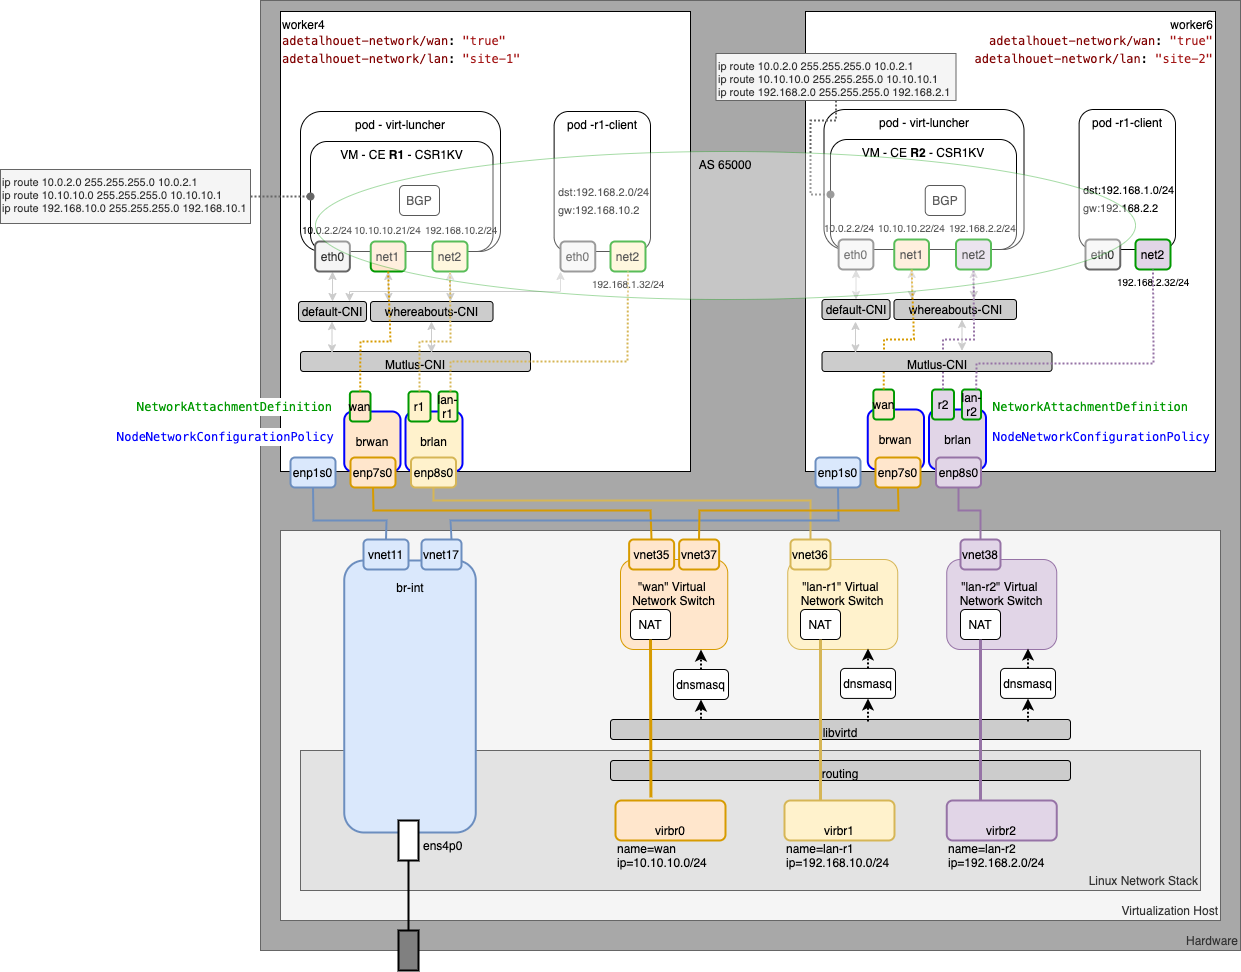 worker4
adetalhouet-network/wan: "true"
adetalhouet-network/lan: "site-1"
worker6
adetalhouet-network/wan: "true"
adetalhouet-network/lan: "site-2"
ip route 10.0.2.0 255.255.255.0 10.0.2.1
ip route 10.10.10.0 255.255.255.0 10.10.10.1
ip route 192.168.2.0 255.255.255.0 192.168.2.1
ip route 10.0.2.0 255.255.255.0 10.0.2.1
ip route 10.10.10.0 255.255.255.0 10.10.10.1
ip route 192.168.10.0 255.255.255.0 192.168.10.1
pod - virt-luncher
VM - CE R1 - CSR1KV
BGP
10.0.2.2/24
10.10.10.21/24
192.168.10.2/24
eth0
net1
net2
pod -r1-client
dst:192.168.2.0/24
gw:192.168.10.2
eth0
net2
192.168.1.32/24
AS 65000
pod - virt-luncher
VM - CE R2 - CSR1KV
BGP
10.0.2.2/24
10.10.10.22/24
192.168.2.2/24
eth0
net1
net2
pod -r1-client
dst:192.168.1.0/24
gw:192.168.2.2
eth0
net2
192.168.2.32/24
default-CNI
whereabouts-CNI
Mutlus-CNI
default-CNI
whereabouts-CNI
Mutlus-CNI
NetworkAttachmentDefinition
NodeNetworkConfigurationPolicy
wan
r1
lan-
r1
brwan
brlan
enp1s0
enp7s0
enp8s0
wan
r2
lan-
r2
brwan
brlan
enp1s0
enp7s0
enp8s0
NetworkAttachmentDefinition
NodeNetworkConfigurationPolicy
vnet11
vnet17
br-int
vnet35
vnet37
"wan" Virtual
Network Switch
NAT
dnsmasq
vnet36
"lan-r1" Virtual
Network Switch
NAT
dnsmasq
vnet38
"lan-r2" Virtual
Network Switch
NAT
dnsmasq
libvirtd
routing
virbr0
name=wan
ip=10.10.10.0/24
virbr1
name=lan-r1
ip=192.168.10.0/24
virbr2
name=lan-r2
ip=192.168.2.0/24
ens4p0
Linux Network Stack
Virtualization Host
Hardware